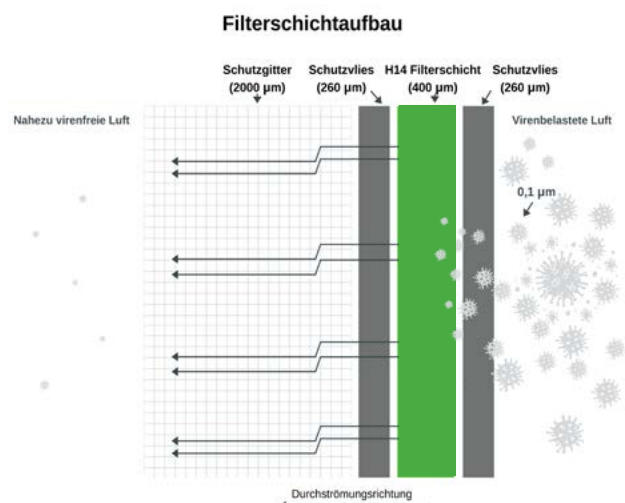 Filterschichtaufbau
Schutzgitter
(2000 µm)
Schutzvlies
(260 µm)
H14 Filterschicht
(400 µm)
Schutzvlies
(260 µm)
Nahezu virenfreie Luft
Virenbelastete Luft
0,1 µm
Durchströmungsrichtung